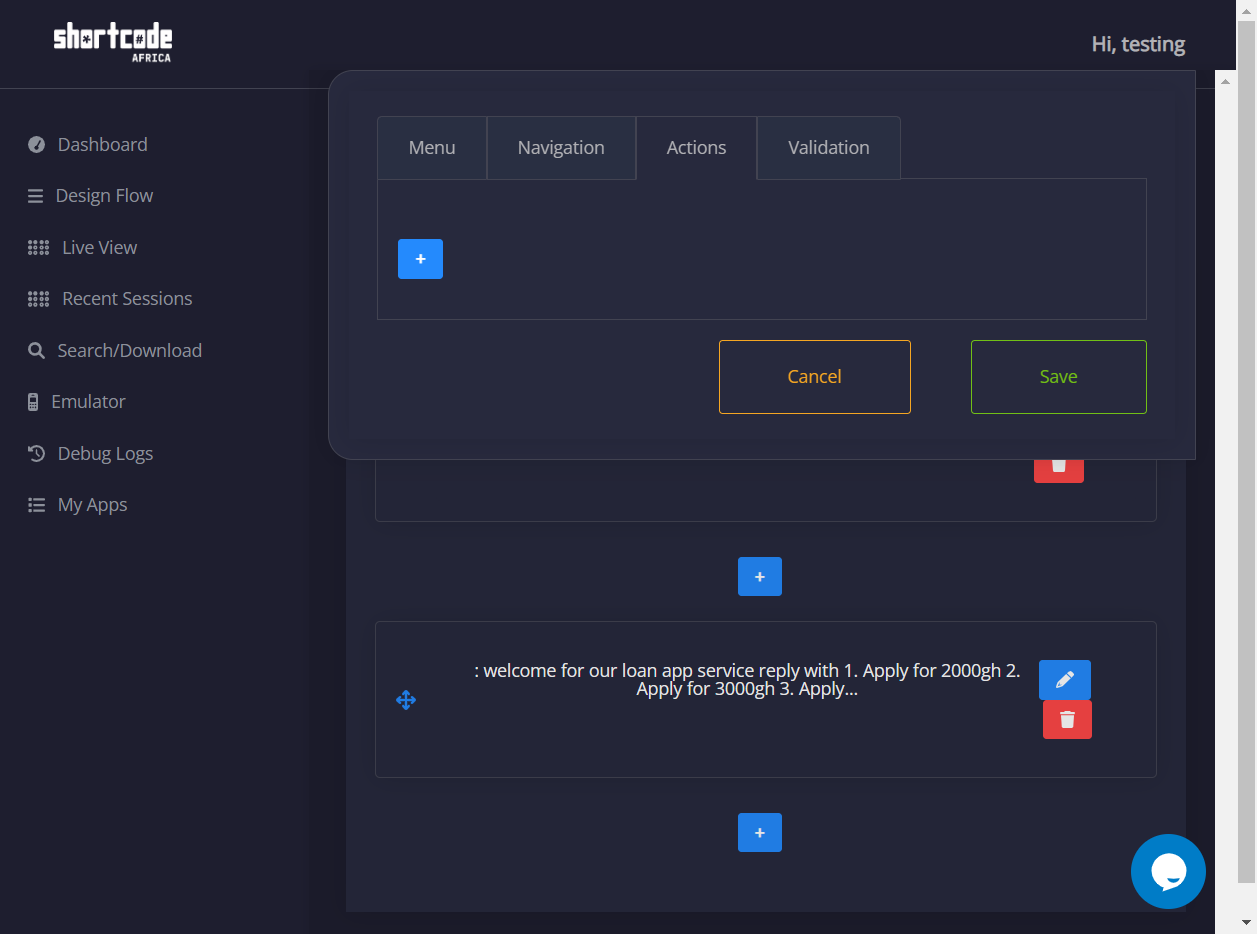 shortcode
AFRICA
Hi, testing
Dashboard
Design Flow
Live View
Recent Sessions
Search/Download
Emulator
Debug Logs
My Apps
Menu Navigation Actions Validation
+
Cancel Save
+
: welcome for our loan app service reply with 1. Apply for 2000gh 2.
Apply for 3000gh 3. Apply...
+